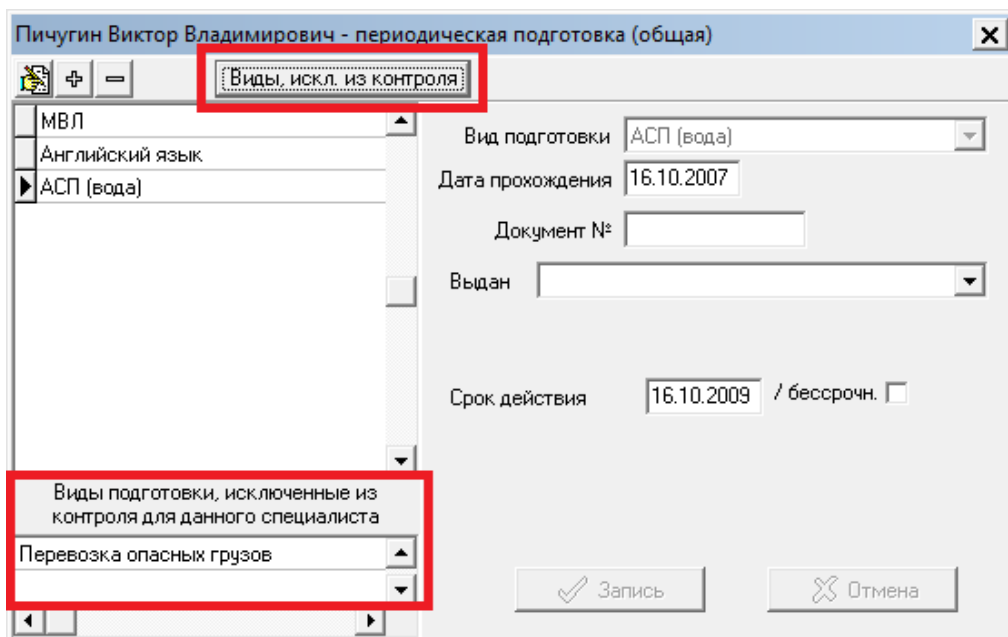 Пичугин Виктор Владимирович - периодическая подготовка (общая)
Виды, искл. из контроля
МВЛ
Английский язык
АСП (вода)
Вид подготовки АСП (вода)
Дата прохождения 16.10.2007
Документ №
Выдан
Срок действия 16.10.2009 / бессрочн.
Виды подготовки, исключенные из
контроля для данного специалиста
Перевозка опасных грузов
Запись Отмена